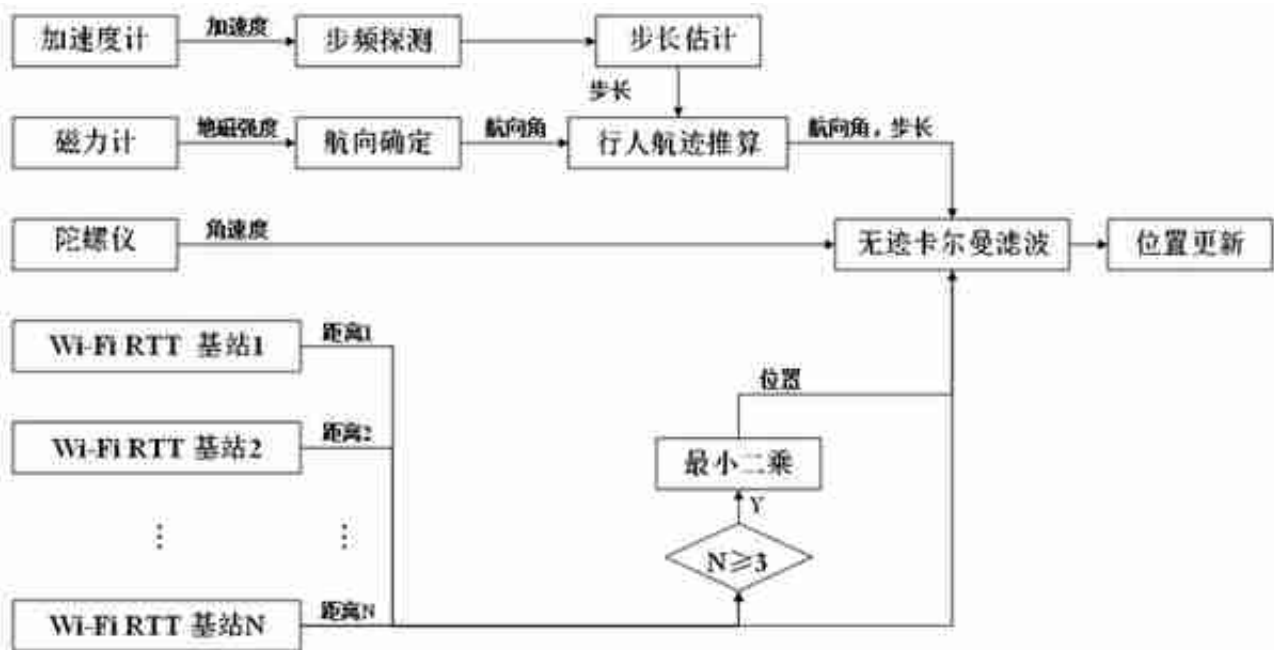 加速度计
加速度
步频探测
步长估计
步长
磁力计
地磁强度
航向确定
航向角
行人航迹推算
航向角，步长
陀螺仪
角速度
无迹卡尔曼滤波
位置更新
Wi-Fi RTT 基站1
距离1
位置
Wi-Fi RTT 基站2
距离2
最小二乘
Y
⋮
⋮
N≥3
Wi-Fi RTT 基站N
距离N